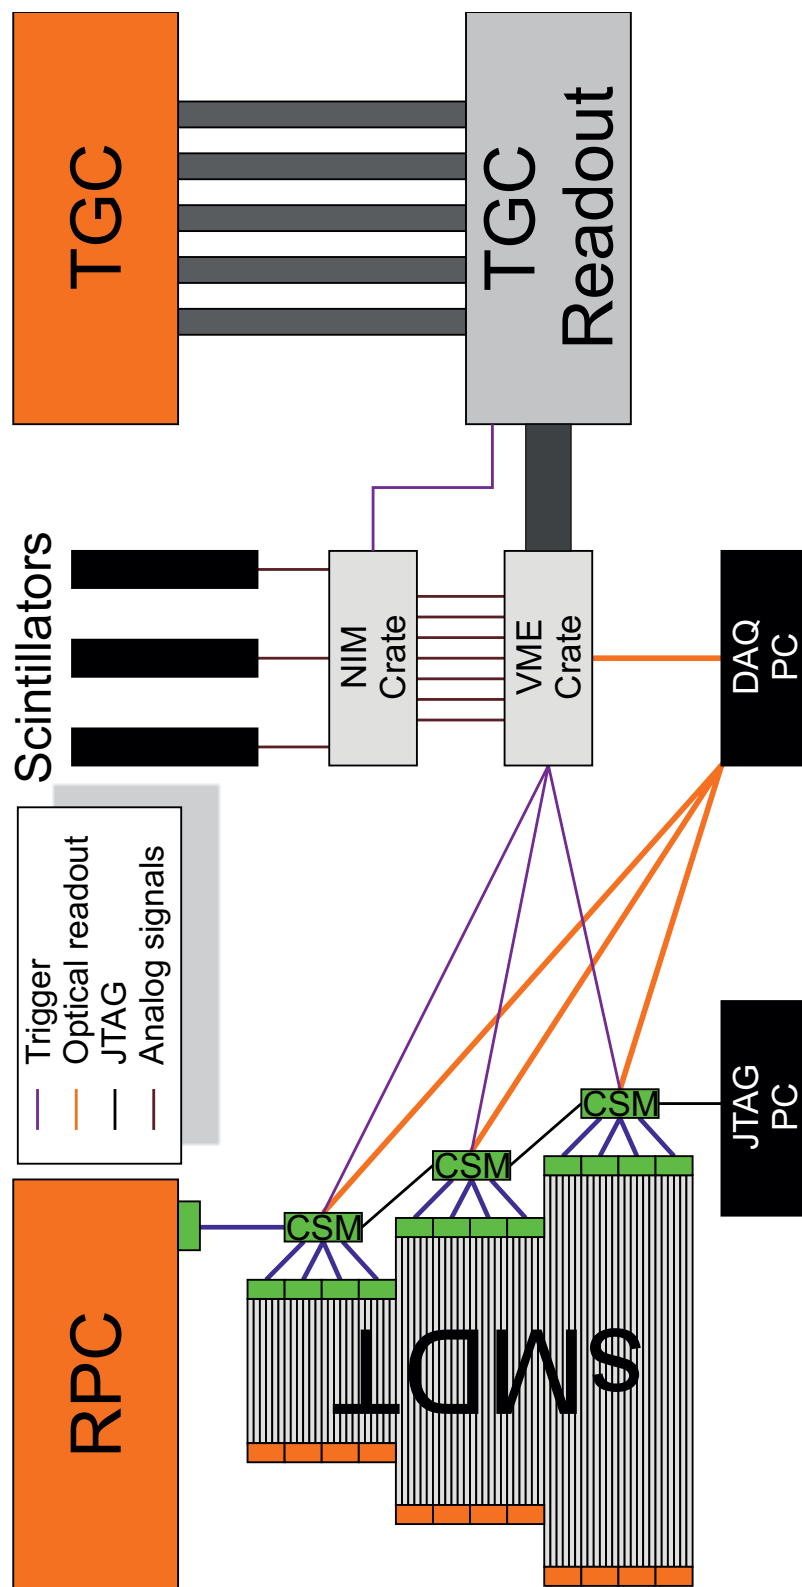 RPC
Trigger
Optical readout
JTAG
Analog signals
Scintillators
TGC
NIM
Crate
TGC
Readout
VME
Crate
CSM
CSM
CSM
sMDT
JTAG
PC
DAQ
PC